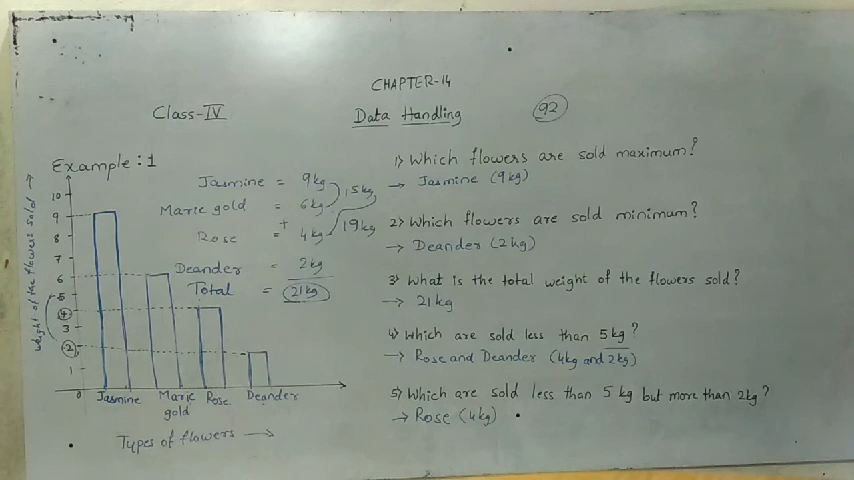 CHAPTER-14
Class-IV
Data Handling
92
Example : 1
Jasmine = 9kg
Marie gold = 6kg
15kg
+
Rose = 4kg
19kg
Deander = 2kg
Total = 21kg
weight of the flowers sold →
10
9
8
7
6
5
4
3
2
1
0
Jasmine
Marie gold
Rose
Deander
Types of flowers →
1) Which flowers are sold maximum?
→ Jasmine (9kg)
2) Which flowers are sold minimum?
→ Deander (2kg)
3) What is the total weight of the flowers sold?
→ 21kg
4) Which are sold less than 5kg?
→ Rose and Deander (4kg and 2kg)
5) Which are sold less than 5 kg but more than 2kg?
→ Rose (4kg)